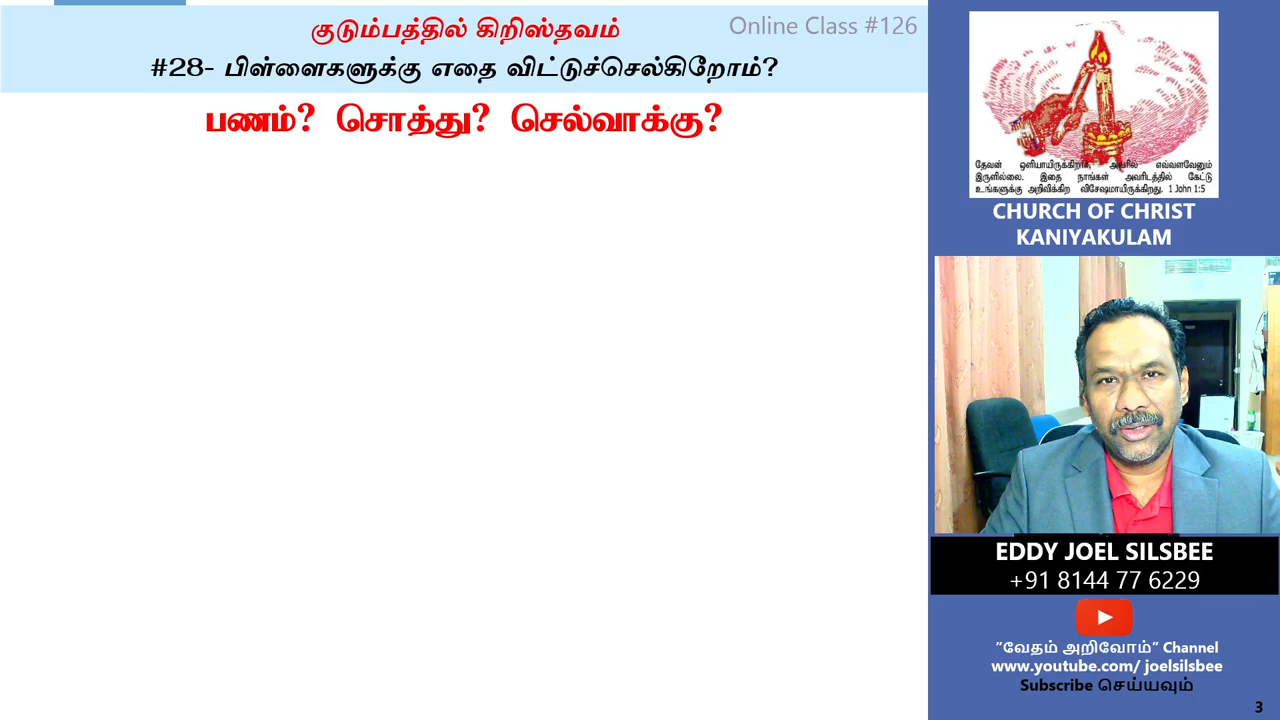 குடும்பத்தில் கிறிஸ்தவம்
Online Class #126
#28- பிள்ளைகளுக்கு எதை விட்டுச்செல்கிறோம்?
பணம்? சொத்து? செல்வாக்கு?
தேவன் ஒளியாயிருக்கிறார், அவரில் எவ்வளவேனும்
இருளில்லை. இதை நாங்கள் அவரிடத்தில் கேட்டு
உங்களுக்கு அறிவிக்கிற விசேஷமாயிருக்கிறது. 1 John 1:5
CHURCH OF CHRIST
KANIYAKULAM
EDDY JOEL SILSBEE
+91 8144 77 6229
"வேதம் அறிவோம்" Channel
www.youtube.com/ joelsilsbee
Subscribe செய்யவும்
3